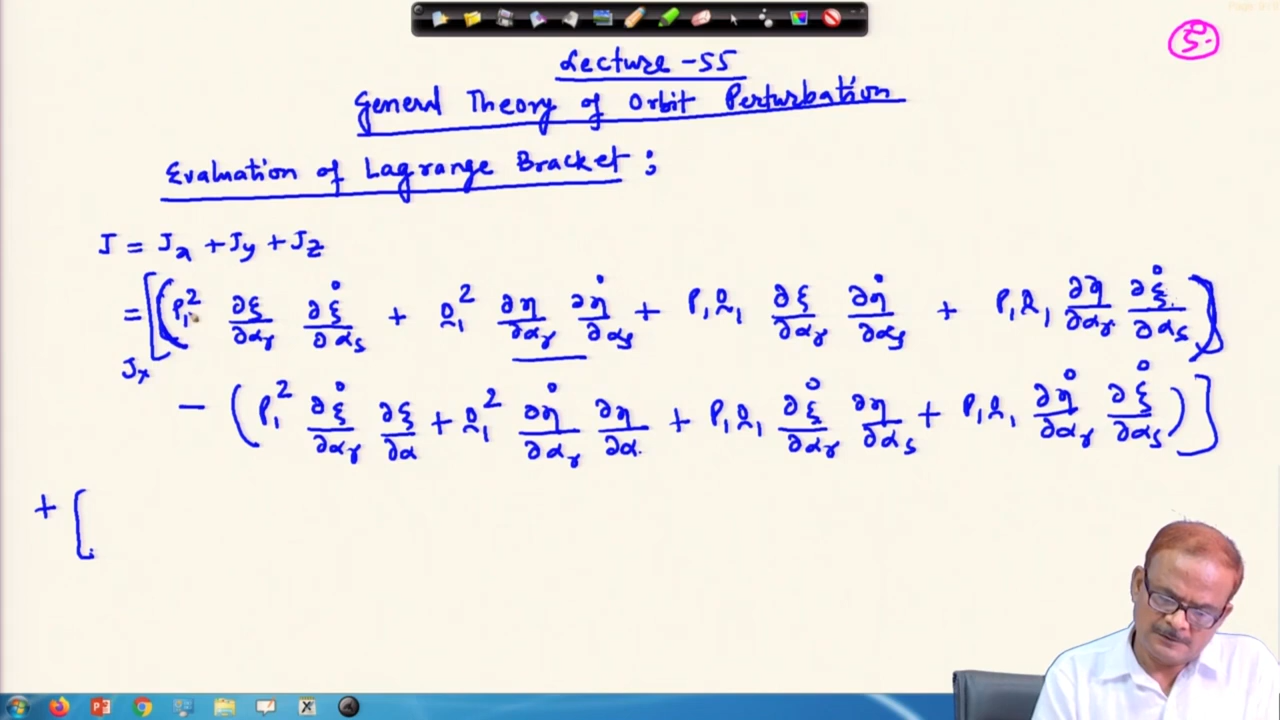 5.
Lecture-55
General Theory of Orbit Perturbation
Evaluation of Lagrange Bracket :
J = Jx + Jy + Jz
= [(P₁² ∂ξ/∂αr ∂ξ̊/∂αs + Q₁² ∂η/∂αr ∂η̊/∂αs + P₁Q₁ ∂ξ/∂αr ∂η̊/∂αs + P₁Q₁ ∂η/∂αr ∂ξ̊/∂αs)
Jx
- (P₁² ∂ξ̊/∂αr ∂ξ/∂α + Q₁² ∂η̊/∂αr ∂η/∂α. + P₁Q₁ ∂ξ̊/∂αr ∂η/∂αs + P₁Q₁ ∂η̊/∂αr ∂ξ̊/∂αs)]
+ [